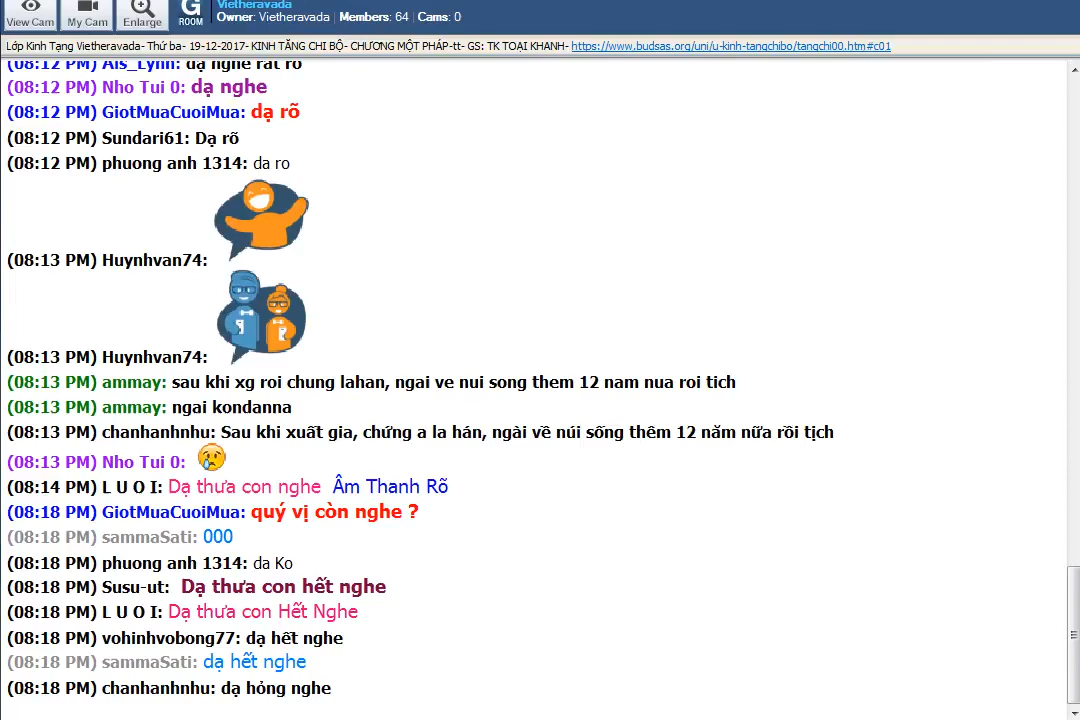 View Cam
My Cam
Enlarge
G
ROOM
Vietheravada
Owner: Vietheravada | Members: 64 | Cams: 0
Lớp Kinh Tạng Vietheravada- Thứ ba- 19-12-2017- KINH TĂNG CHI BỘ- CHƯƠNG MỘT PHÁP-tt- GS: TK TOẠI KHANH- https://www.budsas.org/uni/u-kinh-tangchibo/tangchi00.htm#c01
(08:12 PM) Ais_Lynn: dạ nghe rất rõ
(08:12 PM) Nho Tui 0: dạ nghe
(08:12 PM) GiotMuaCuoiMua: dạ rõ
(08:12 PM) Sundari61: Dạ rõ
(08:12 PM) phuong anh 1314: da ro
(08:13 PM) Huynhvan74:
(08:13 PM) Huynhvan74:
(08:13 PM) ammay: sau khi xg roi chung lahan, ngai ve nui song them 12 nam nua roi tich
(08:13 PM) ammay: ngai kondanna
(08:13 PM) chanhanhnhu: Sau khi xuất gia, chứng a la hán, ngài về núi sống thêm 12 năm nữa rồi tịch
(08:13 PM) Nho Tui 0:
(08:14 PM) L U O I: Dạ thưa con nghe Âm Thanh Rõ
(08:18 PM) GiotMuaCuoiMua: quý vị còn nghe ?
(08:18 PM) sammaSati: 000
(08:18 PM) phuong anh 1314: da Ko
(08:18 PM) Susu-ut: Dạ thưa con hết nghe
(08:18 PM) L U O I: Dạ thưa con Hết Nghe
(08:18 PM) vohinhvobong77: dạ hết nghe
(08:18 PM) sammaSati: dạ hết nghe
(08:18 PM) chanhanhnhu: dạ hỏng nghe